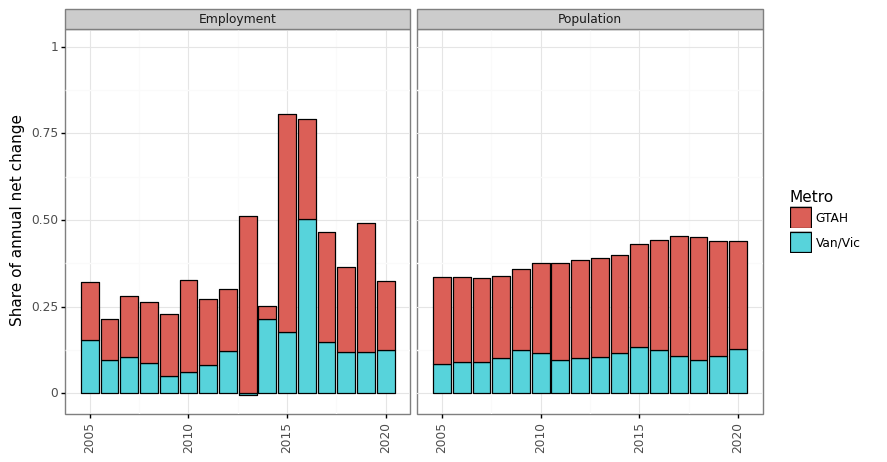 Employment
Population
Share of annual net change
1
0.75
0.50
0.25
0
2005
2010
2015
2020
2005
2010
2015
2020
Metro
GTAH
Van/Vic